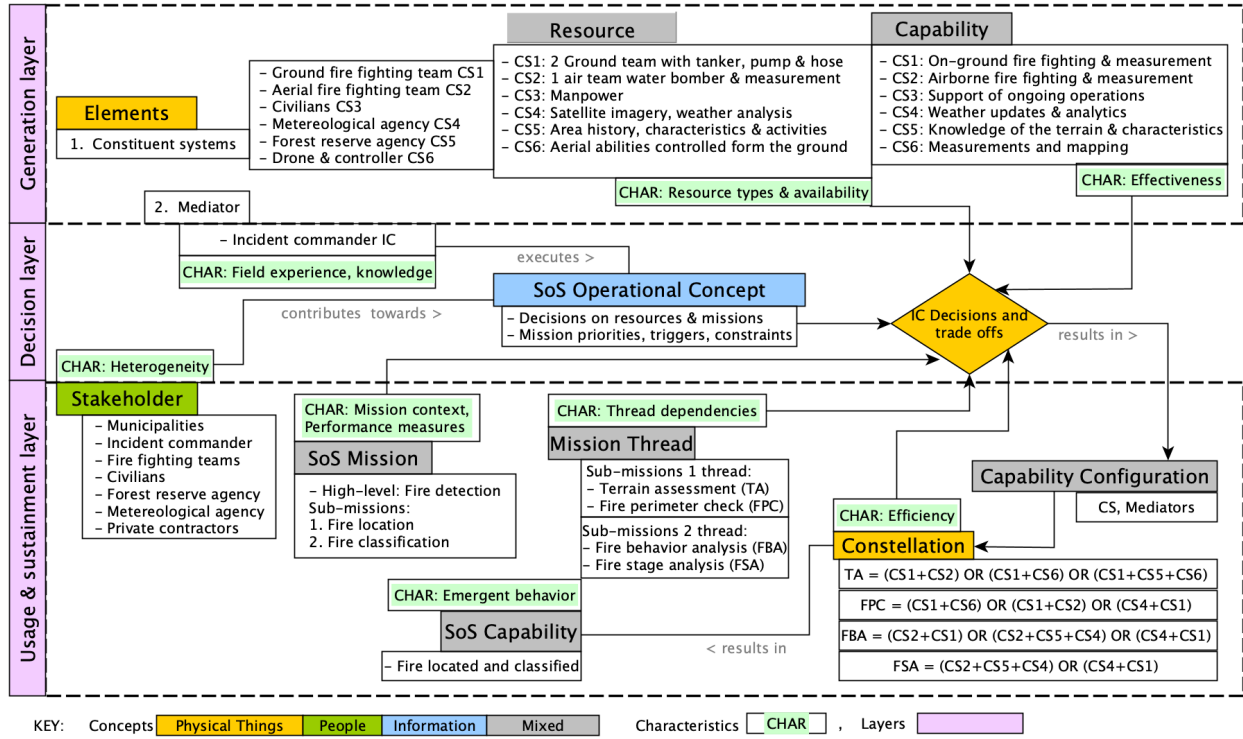 Generation layer
Elements
1. Constituent systems
- Ground fire fighting team CS1
- Aerial fire fighting team CS2
- Civilians CS3
- Metereological agency CS4
- Forest reserve agency CS5
- Drone & controller CS6
Resource
- CS1: 2 Ground team with tanker, pump & hose
- CS2: 1 air team water bomber & measurement
- CS3: Manpower
- CS4: Satellite imagery, weather analysis
- CS5: Area history, characteristics & activities
- CS6: Aerial abilities controlled form the ground
CHAR: Resource types & availability
Capability
- CS1: On-ground fire fighting & measurement
- CS2: Airborne fire fighting & measurement
- CS3: Support of ongoing operations
- CS4: Weather updates & analytics
- CS5: Knowledge of the terrain & characteristics
- CS6: Measurements and mapping
CHAR: Effectiveness
2. Mediator
Decision layer
- Incident commander IC
CHAR: Field experience, knowledge
executes >
contributes towards >
SoS Operational Concept
- Decisions on resources & missions
- Mission priorities, triggers, constraints
IC Decisions and
trade offs
results in >
CHAR: Heterogeneity
Usage & sustainment layer
Stakeholder
- Municipalities
- Incident commander
- Fire fighting teams
- Civilians
- Forest reserve agency
- Metereological agency
- Private contractors
CHAR: Mission context,
Performance measures
SoS Mission
- High-level: Fire detection
Sub-missions:
1. Fire location
2. Fire classification
CHAR: Thread dependencies
Mission Thread
Sub-missions 1 thread:
- Terrain assessment (TA)
- Fire perimeter check (FPC)
Sub-missions 2 thread:
- Fire behavior analysis (FBA)
- Fire stage analysis (FSA)
CHAR: Emergent behavior
SoS Capability
- Fire located and classified
< results in
Capability Configuration
CS, Mediators
CHAR: Efficiency
Constellation
TA = (CS1+CS2) OR (CS1+CS6) OR (CS1+CS5+CS6)
FPC = (CS1+CS6) OR (CS1+CS2) OR (CS4+CS1)
FBA = (CS2+CS1) OR (CS2+CS5+CS4) OR (CS4+CS1)
FSA = (CS2+CS5+CS4) OR (CS4+CS1)
KEY: Concepts Physical Things People Information Mixed Characteristics CHAR , Layers